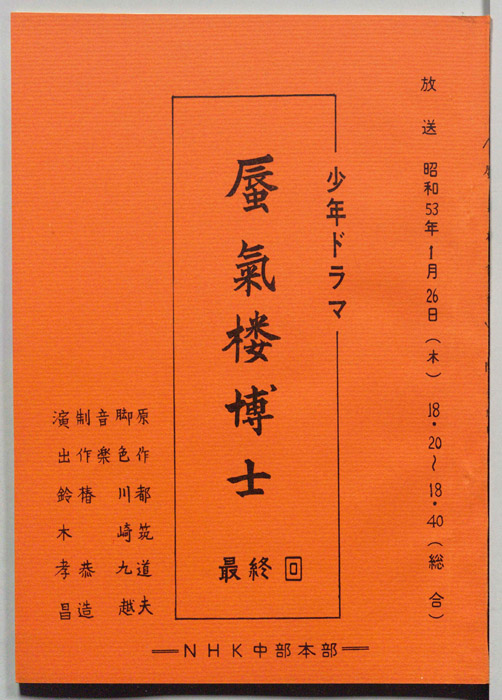 放送 昭和53年1月26日(木) 18・20〜18・40(総合)
少年ドラマ
蜃氣楼博士
最終回
原作 都筑道夫
脚色 川崎九越
音楽
制作 椿恭造
演出 鈴木孝昌
NHK中部本部